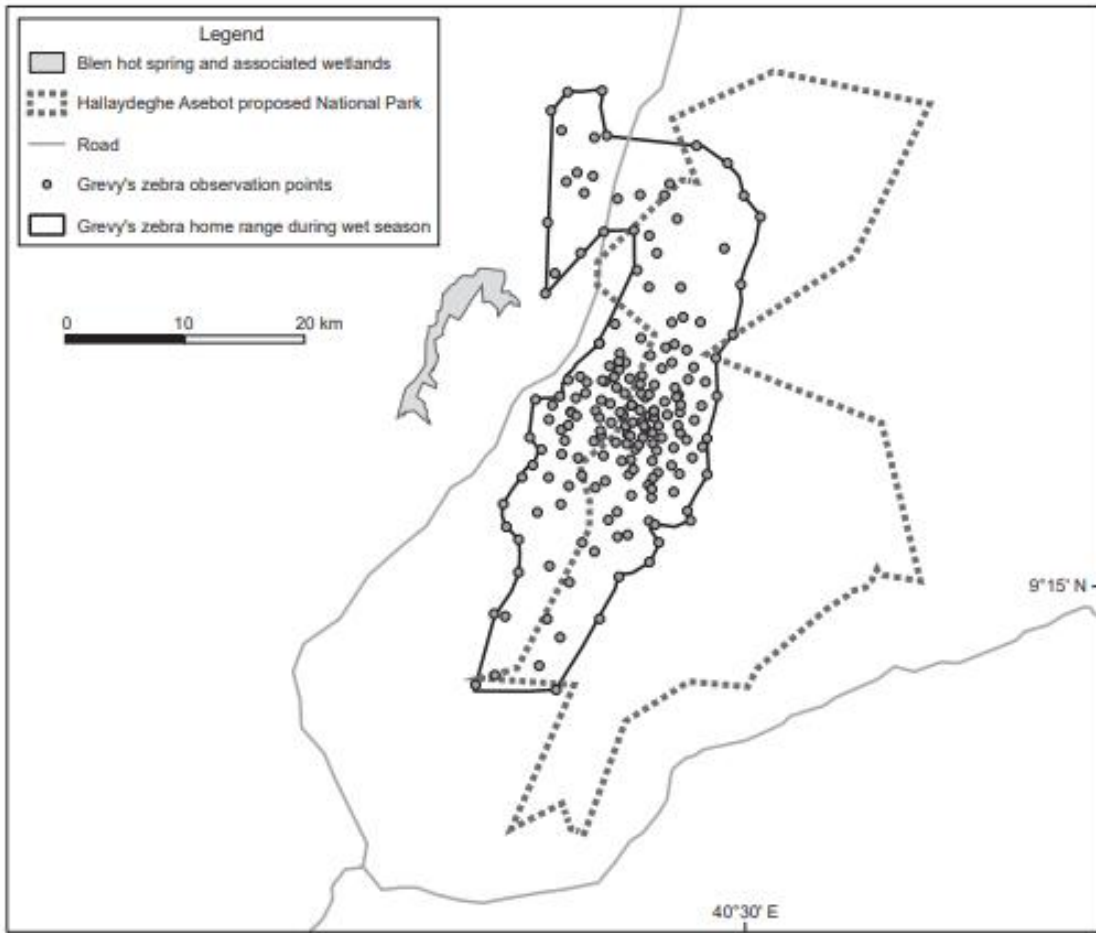 Legend
Blen hot spring and associated wetlands
Hallaydeghe Asebot proposed National Park
Road
Grevy's zebra observation points
Grevy's zebra home range during wet season
0 10 20 km
9°15' N
40°30' E